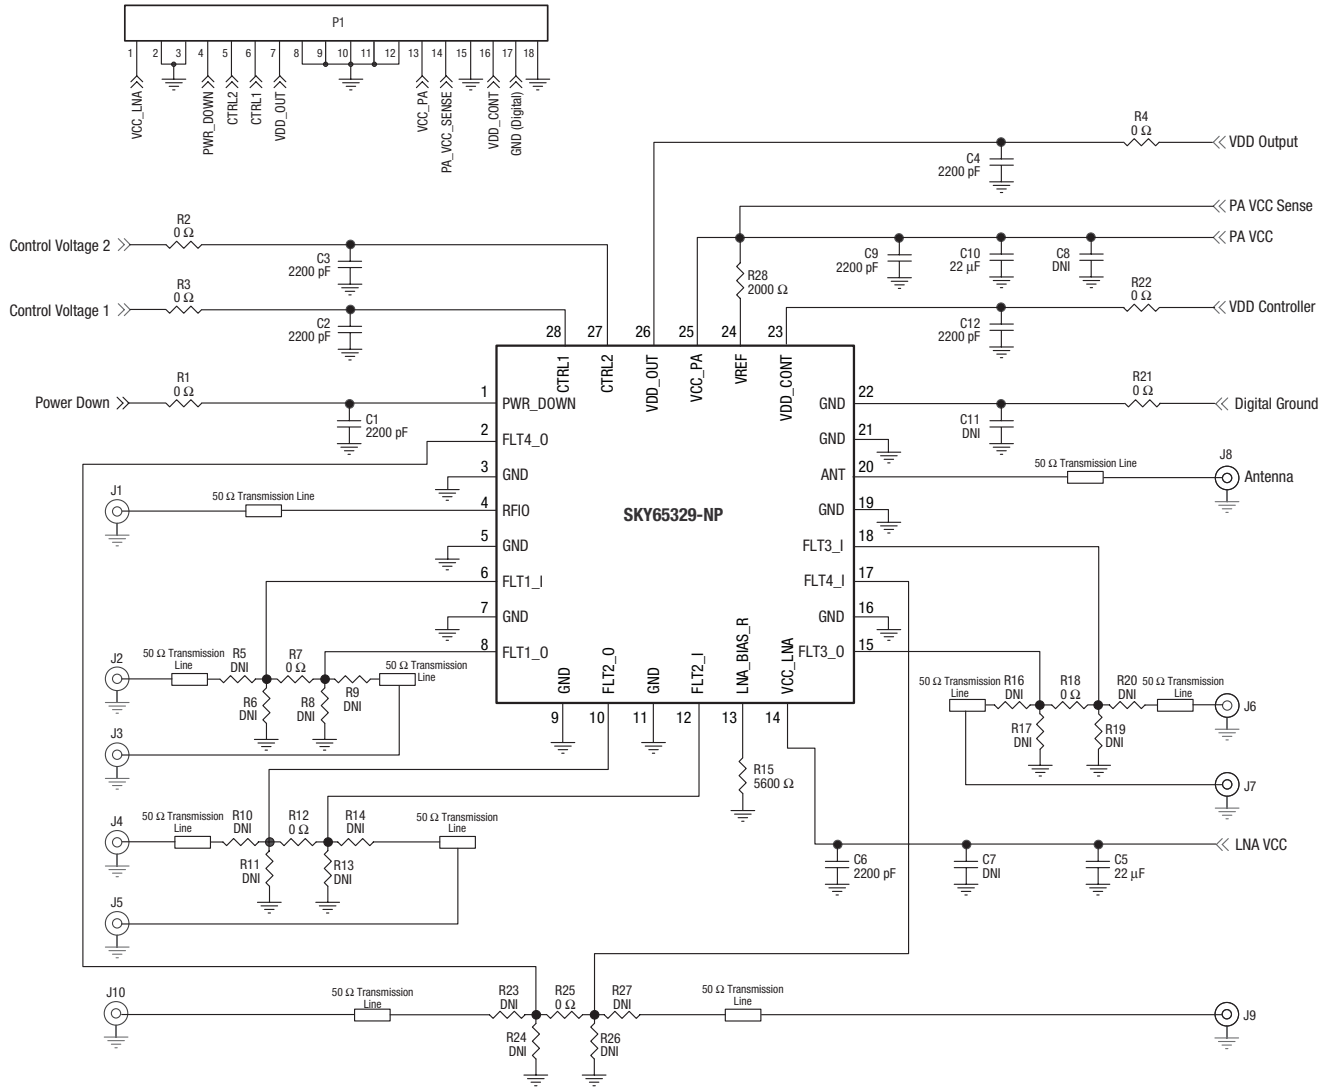 P1
1 2 3 4 5 6 7 8 9 10 11 12 13 14 15 16 17 18
VCC_LNA
PWR_DOWN
CTRL2
CTRL1
VDD_OUT
VCC_PA
PA_VCC_SENSE
VDD_CONT
GND (Digital)
R4
0 Ω
VDD Output
C4
2200 pF
PA VCC Sense
R2
0 Ω
Control Voltage 2
PA VCC
C3
2200 pF
C9
2200 pF
C10
22 μF
C8
DNI
R28
2000 Ω
R3
0 Ω
R22
0 Ω
Control Voltage 1
VDD Controller
C2
2200 pF
C12
2200 pF
28 27 26 25 24 23
CTRL1
CTRL2
VDD_OUT
VCC_PA
VREF
VDD_CONT
R1
0 Ω
Power Down
C1
2200 pF
1 PWR_DOWN
2 FLT4_O
3 GND
4 RFIO
5 GND
6 FLT1_I
7 GND
8 FLT1_O
SKY65329-NP
GND 22
GND 21
ANT 20
GND 19
FLT3_I 18
FLT4_I 17
GND 16
FLT3_O 15
R21
0 Ω
Digital Ground
C11
DNI
50 Ω Transmission Line
J8
Antenna
J1
50 Ω Transmission Line
GND
FLT2_O
GND
FLT2_I
LNA_BIAS_R
VCC_LNA
9 10 11 12 13 14
J2
50 Ω Transmission
Line
R5
DNI
R7
0 Ω
R6
DNI
R8
DNI
R9
DNI
50 Ω Transmission
Line
J3
50 Ω Transmission
Line
R16
DNI
R18
0 Ω
R20
DNI
50 Ω Transmission
Line
J6
R17
DNI
R19
DNI
J7
R15
5600 Ω
J4
50 Ω Transmission
Line
R10
DNI
R12
0 Ω
R14
DNI
50 Ω Transmission
Line
R11
DNI
R13
DNI
J5
LNA VCC
C6
2200 pF
C7
DNI
C5
22 μF
J10
50 Ω Transmission
Line
R23
DNI
R25
0 Ω
R27
DNI
50 Ω Transmission
Line
J9
R24
DNI
R26
DNI